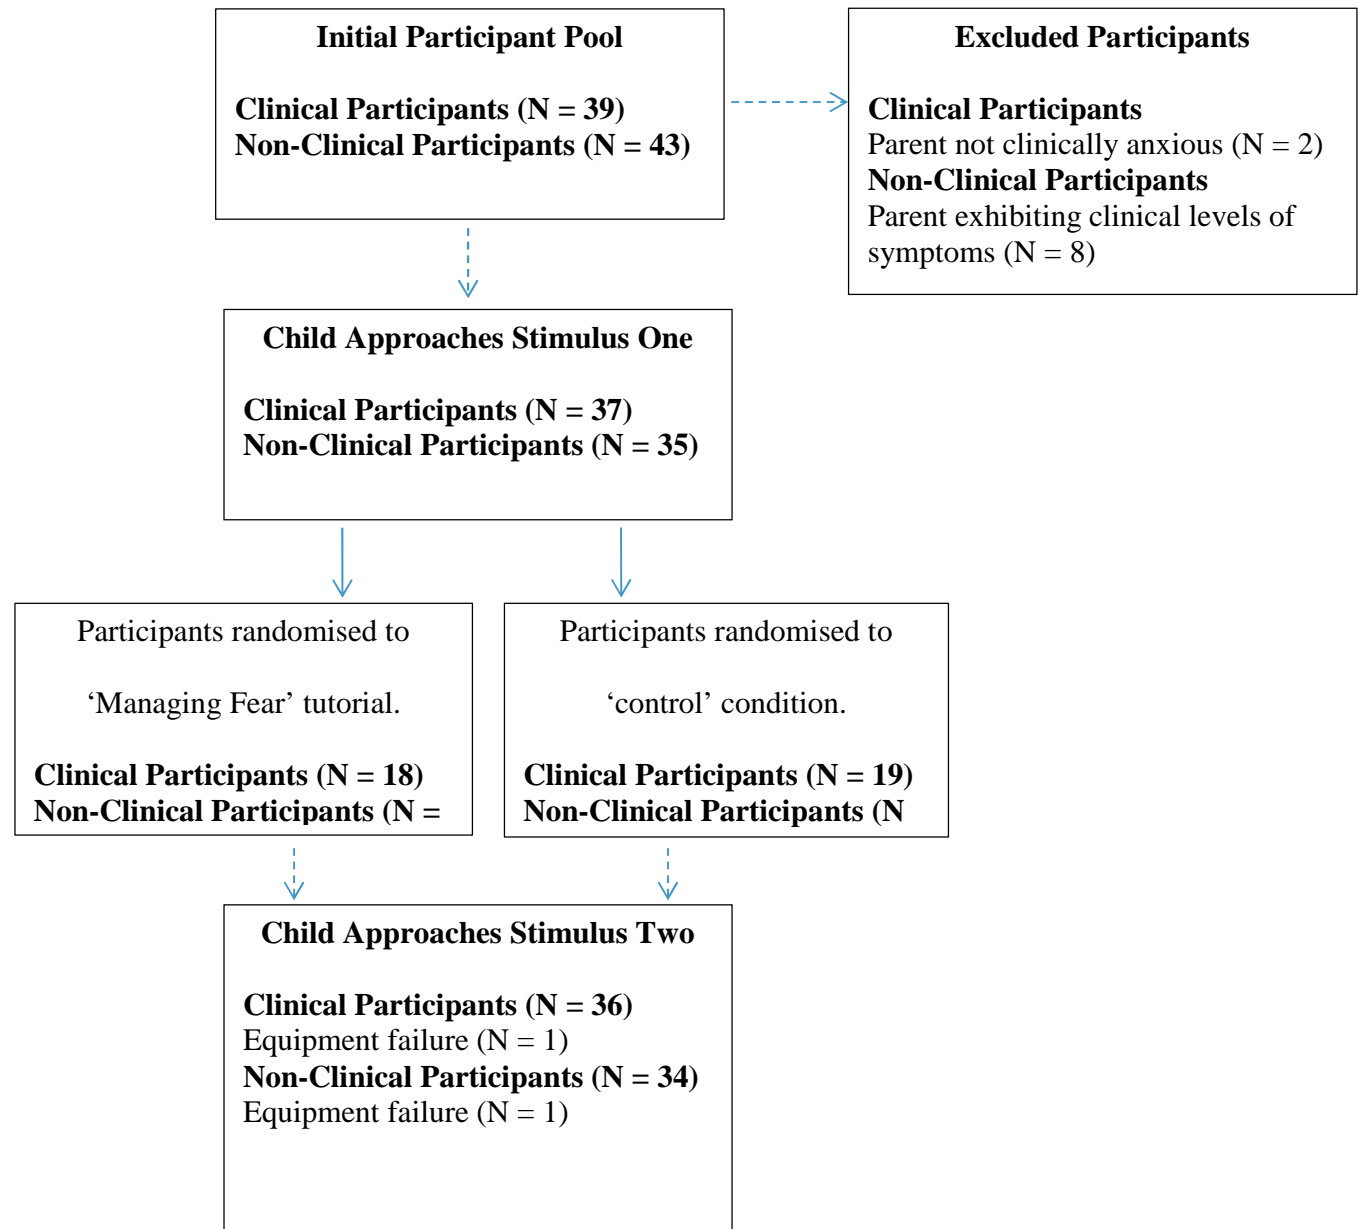 Initial Participant Pool
Clinical Participants (N = 39)
Non-Clinical Participants (N = 43)
Excluded Participants
Clinical Participants
Parent not clinically anxious (N = 2)
Non-Clinical Participants
Parent exhibiting clinical levels of
symptoms (N = 8)
Child Approaches Stimulus One
Clinical Participants (N = 37)
Non-Clinical Participants (N = 35)
Participants randomised to
‘Managing Fear’ tutorial.
Clinical Participants (N = 18)
Non-Clinical Participants (N =
Participants randomised to
‘control’ condition.
Clinical Participants (N = 19)
Non-Clinical Participants (N
Child Approaches Stimulus Two
Clinical Participants (N = 36)
Equipment failure (N = 1)
Non-Clinical Participants (N = 34)
Equipment failure (N = 1)